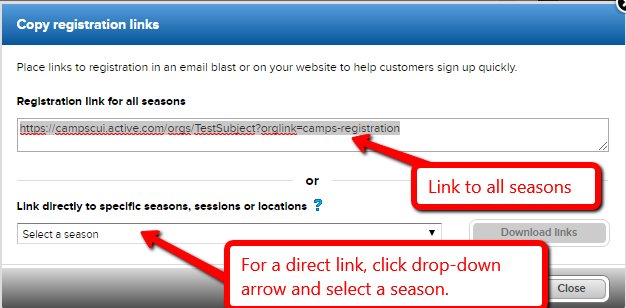 Copy registration links
Place links to registration in an email blast or on your website to help customers sign up quickly.
Registration link for all seasons
https://campscui.active.com/orgs/TestSubject?orglink=camps-registration
Link to all seasons
or
Link directly to specific seasons, sessions or locations ?
Select a season
Download links
For a direct link, click drop-down
arrow and select a season.
Close